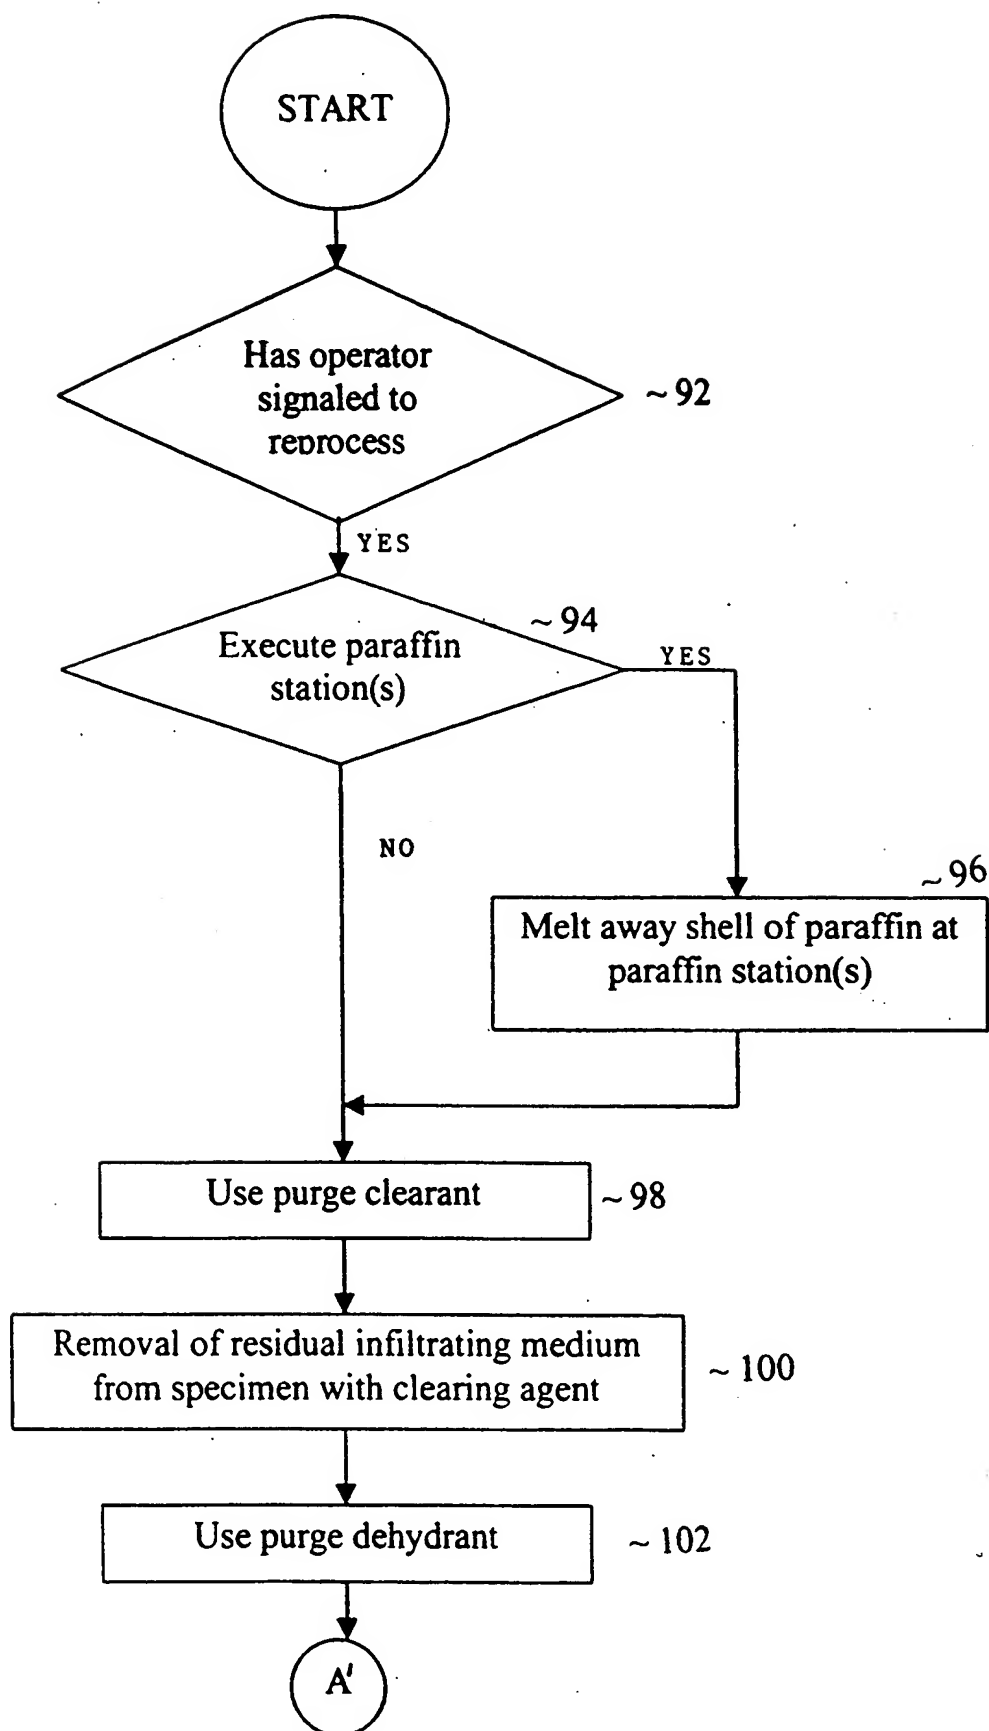 START
Has operator
signaled to
reprocess
~92
YES
~94
Execute paraffin
station(s)
YES
NO
~96
Melt away shell of paraffin at
paraffin station(s)
Use purge clearant
~98
Removal of residual infiltrating medium
from specimen with clearing agent
~100
Use purge dehydrant
~102
A'